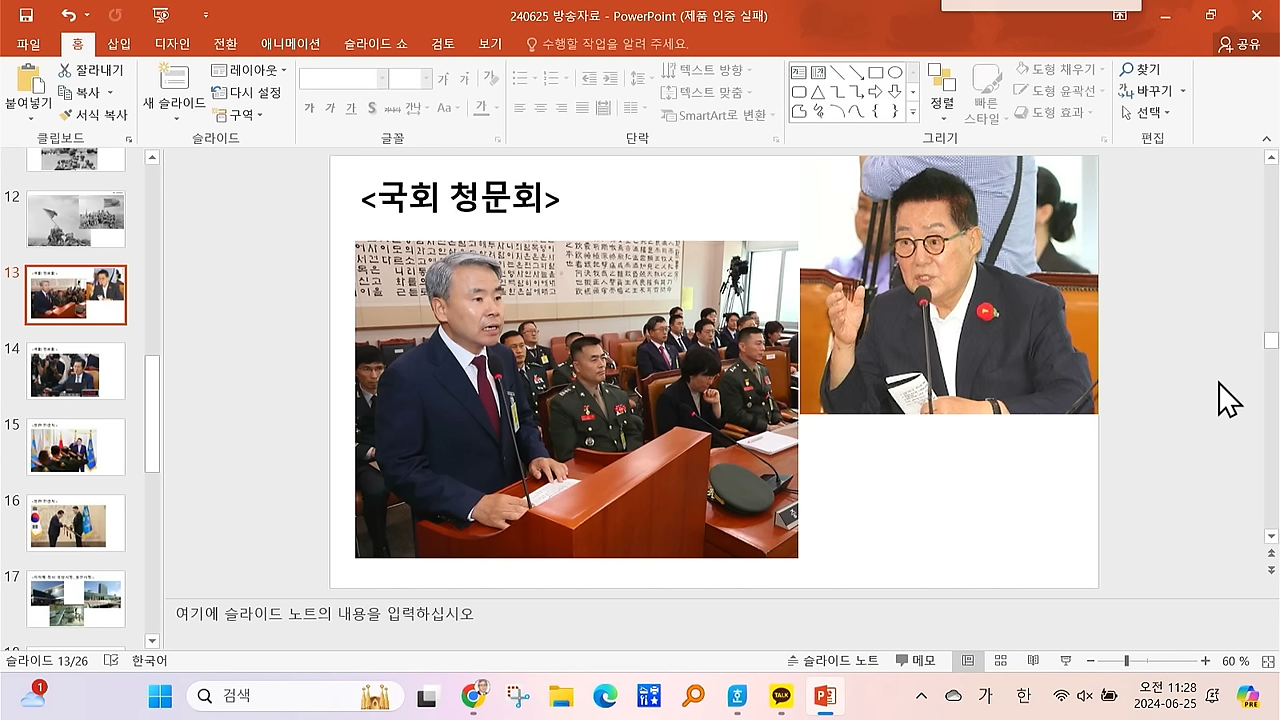 240625 방송자료 - PowerPoint (제품 인증 실패)
파일 홈 삽입 디자인 전환 애니메이션 슬라이드 쇼 검토 보기 수행할 작업을 알려 주세요. 공유
붙여넣기 잘라내기 복사 서식 복사
새 슬라이드 레이아웃 다시 설정 구역
텍스트 방향 텍스트 맞춤 SmartArt로 변환
정렬 빠른 스타일 도형 채우기 도형 윤곽선 도형 효과
찾기 바꾸기 선택
클립보드 슬라이드 글꼴 단락 그리기 편집
<국회 청문회>
12
13
14
15
16
17
여기에 슬라이드 노트의 내용을 입력하십시오
슬라이드 13/26 한국어 슬라이드 노트 메모 60 %
검색 TALK 가 한 오전 11:28
2024-06-25
PRE